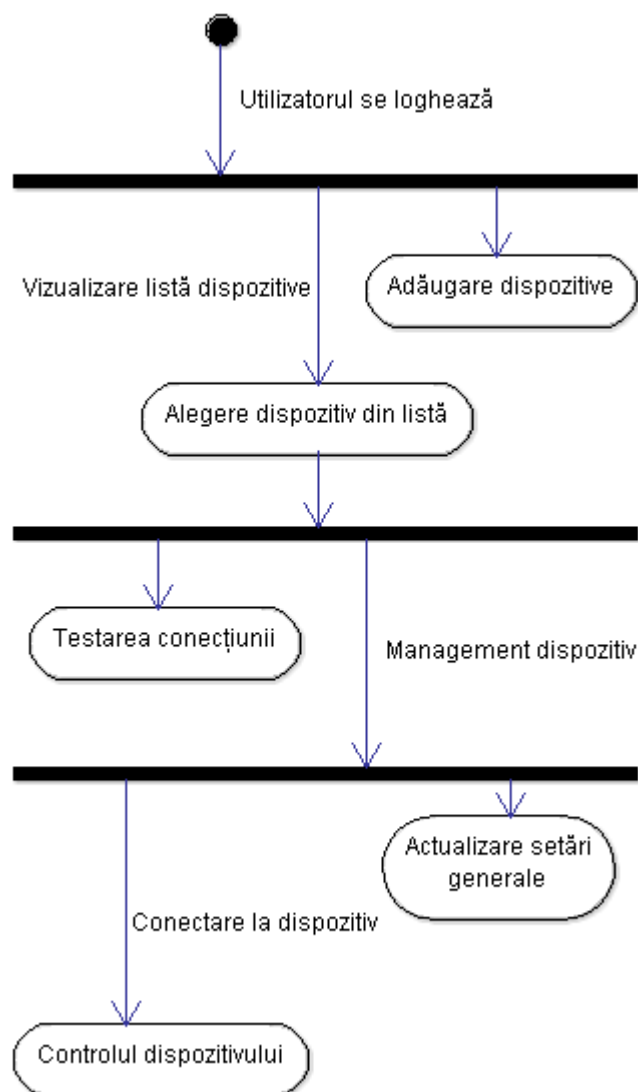 Utilizatorul se loghează
Vizualizare listă dispozitive
Adăugare dispozitive
Alegere dispozitiv din listă
Testarea conecțiunii
Management dispozitiv
Actualizare setări
generale
Conectare la dispozitiv
Controlul dispozitivului